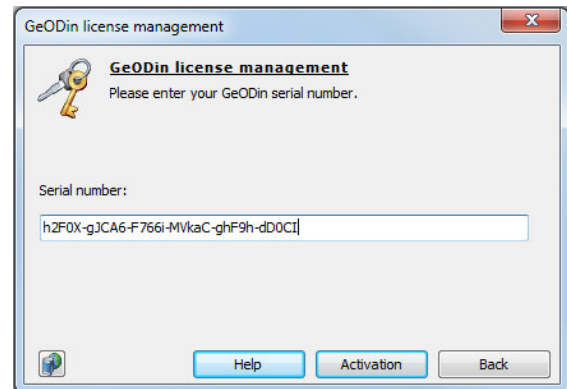 GeODin license management
GeODin license management
Please enter your GeODin serial number.
Serial number:
h2F0X-gJCA6-F766i-MVkaC-ghF9h-dD0CI
Help
Activation
Back